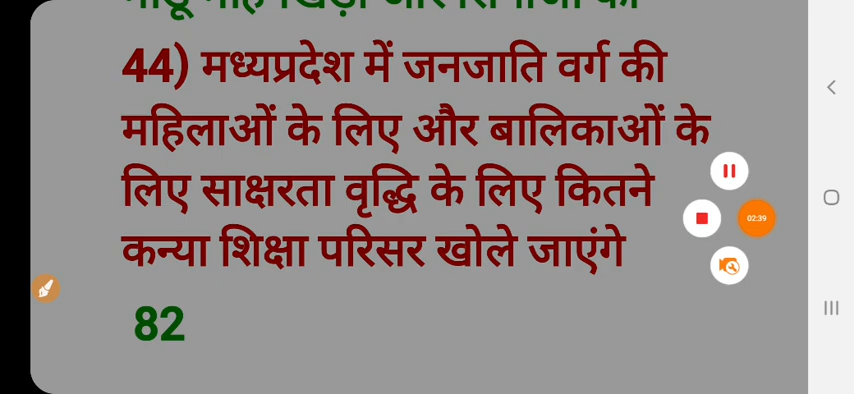 44) मध्यप्रदेश में जनजाति वर्ग की
महिलाओं के लिए और बालिकाओं के
लिए साक्षरता वृद्धि के लिए कितने
कन्या शिक्षा परिसर खोले जाएंगे
82
02:39